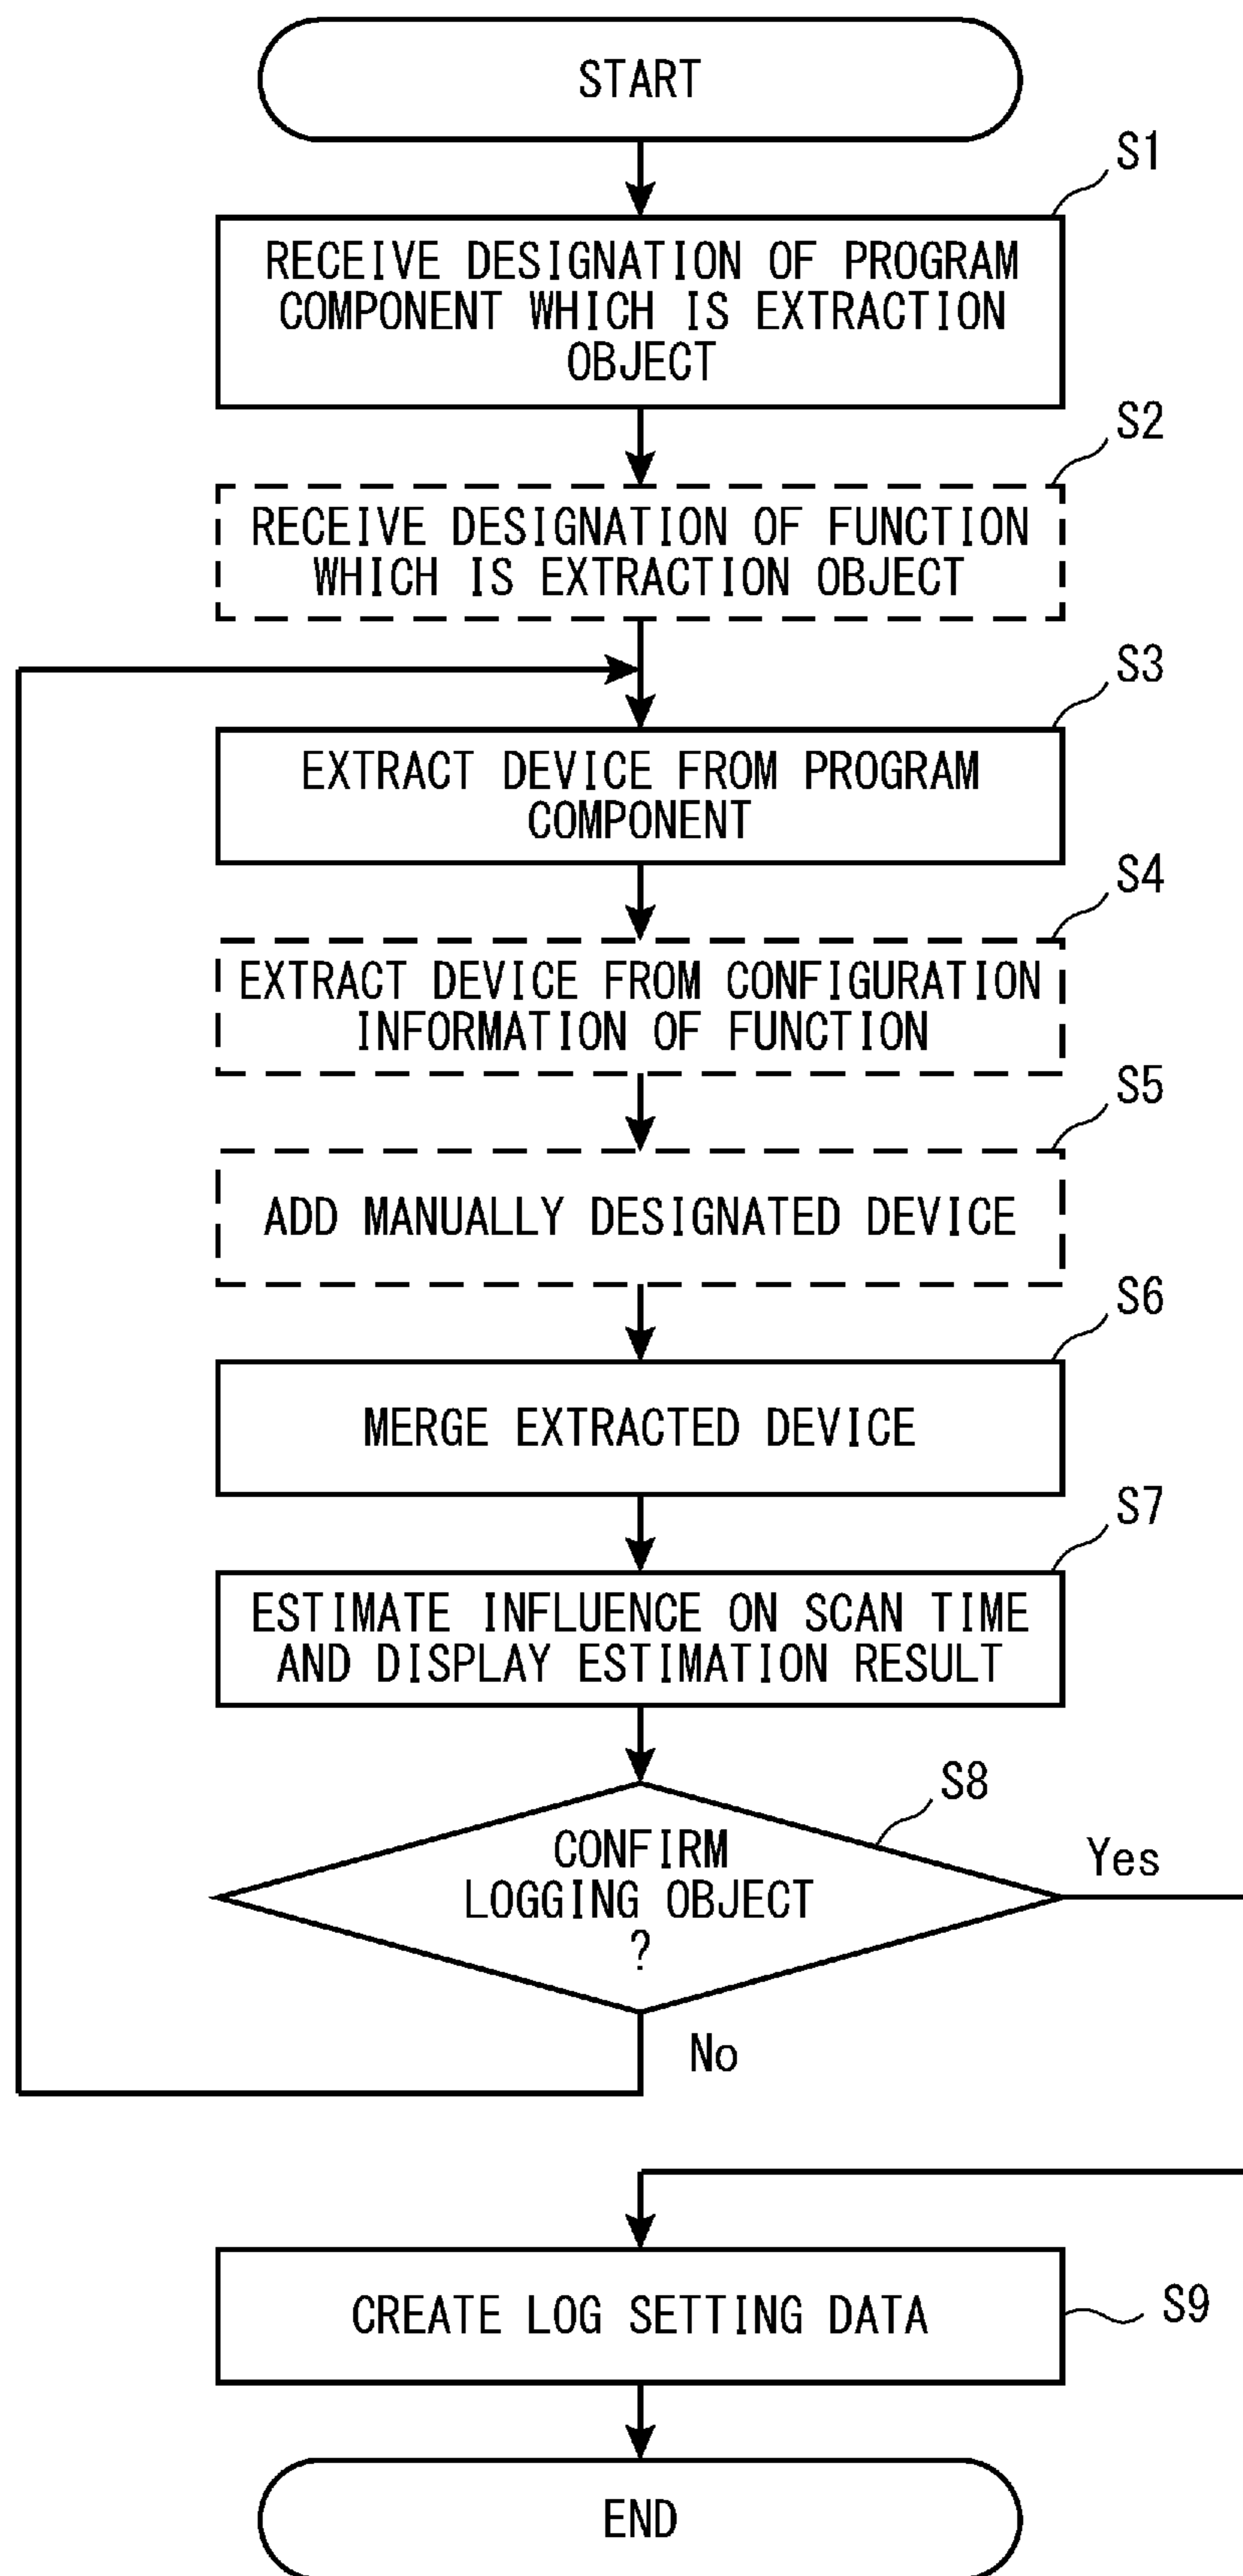 START
S1
RECEIVE DESIGNATION OF PROGRAM
COMPONENT WHICH IS EXTRACTION
OBJECT
S2
RECEIVE DESIGNATION OF FUNCTION
WHICH IS EXTRACTION OBJECT
S3
EXTRACT DEVICE FROM PROGRAM
COMPONENT
S4
EXTRACT DEVICE FROM CONFIGURATION
INFORMATION OF FUNCTION
S5
ADD MANUALLY DESIGNATED DEVICE
S6
MERGE EXTRACTED DEVICE
S7
ESTIMATE INFLUENCE ON SCAN TIME
AND DISPLAY ESTIMATION RESULT
S8
CONFIRM
LOGGING OBJECT
?
Yes
No
CREATE LOG SETTING DATA
S9
END